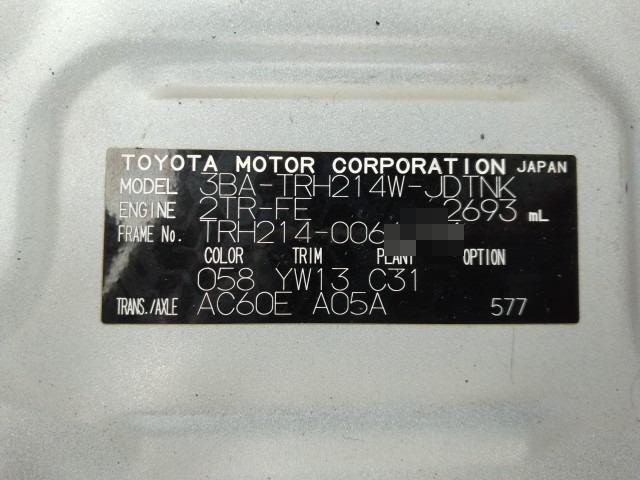 TOYOTA MOTOR CORPORATION JAPAN
MODEL 3BA-TRH214W-JDTNK
ENGINE 2TR-FE 2693 mL
FRAME No. TRH214-006
COLOR TRIM PLANT OPTION
058 YW13 C31
TRANS./AXLE AC60E A05A 577